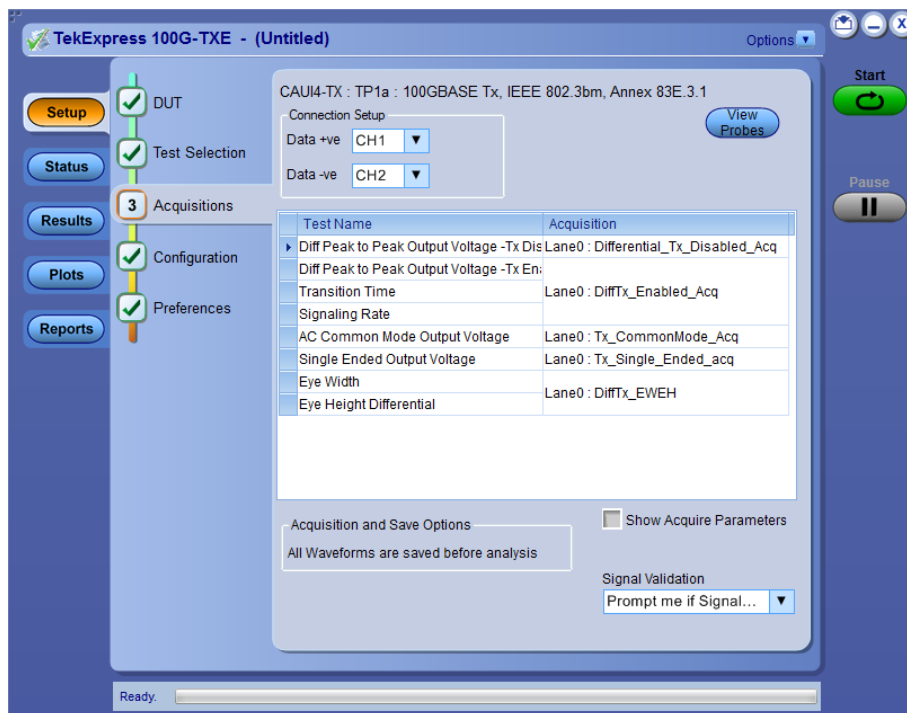 TekExpress 100G-TXE - (Untitled)
Options
Start
Pause
Setup
Status
Results
Plots
Reports
DUT
Test Selection
3 Acquisitions
Configuration
Preferences
CAUI4-TX : TP1a : 100GBASE Tx, IEEE 802.3bm, Annex 83E.3.1
Connection Setup
Data +ve CH1
Data -ve CH2
View
Probes
Test Name Acquisition
Diff Peak to Peak Output Voltage -Tx Dis Lane0 : Differential_Tx_Disabled_Acq
Diff Peak to Peak Output Voltage -Tx En
Transition Time Lane0 : DiffTx_Enabled_Acq
Signaling Rate
AC Common Mode Output Voltage Lane0 : Tx_CommonMode_Acq
Single Ended Output Voltage Lane0 : Tx_Single_Ended_acq
Eye Width
Lane0 : DiffTx_EWEH
Eye Height Differential
Acquisition and Save Options
All Waveforms are saved before analysis
Show Acquire Parameters
Signal Validation
Prompt me if Signal...
Ready.